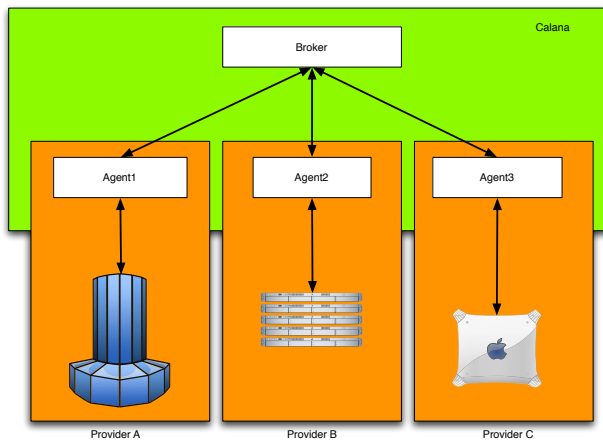 Calana
Broker
Agent1
Agent2
Agent3
Provider A
Provider B
Provider C